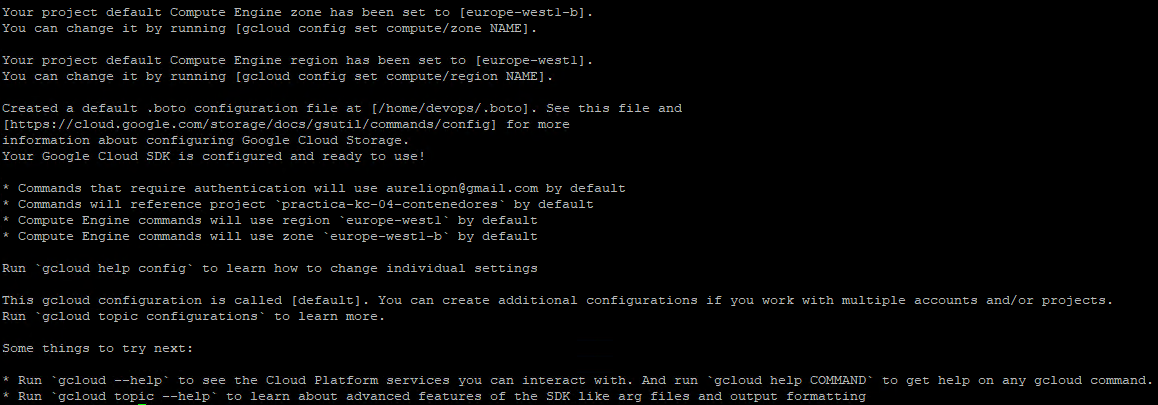 Your project default Compute Engine zone has been set to [europe-west1-b].
You can change it by running [gcloud config set compute/zone NAME].
Your project default Compute Engine region has been set to [europe-west1].
You can change it by running [gcloud config set compute/region NAME].
Created a default .boto configuration file at [/home/devops/.boto]. See this file and
[https://cloud.google.com/storage/docs/gsutil/commands/config] for more
information about configuring Google Cloud Storage.
Your Google Cloud SDK is configured and ready to use!
* Commands that require authentication will use aureliopn@gmail.com by default
* Commands will reference project `practica-kc-04-contenedores` by default
* Compute Engine commands will use region `europe-west1` by default
* Compute Engine commands will use zone `europe-west1-b` by default
Run `gcloud help config` to learn how to change individual settings
This gcloud configuration is called [default]. You can create additional configurations if you work with multiple accounts and/or projects.
Run `gcloud topic configurations` to learn more.
Some things to try next:
* Run `gcloud --help` to see the Cloud Platform services you can interact with. And run `gcloud help COMMAND` to get help on any gcloud command.
* Run `gcloud topic --help` to learn about advanced features of the SDK like arg files and output formatting